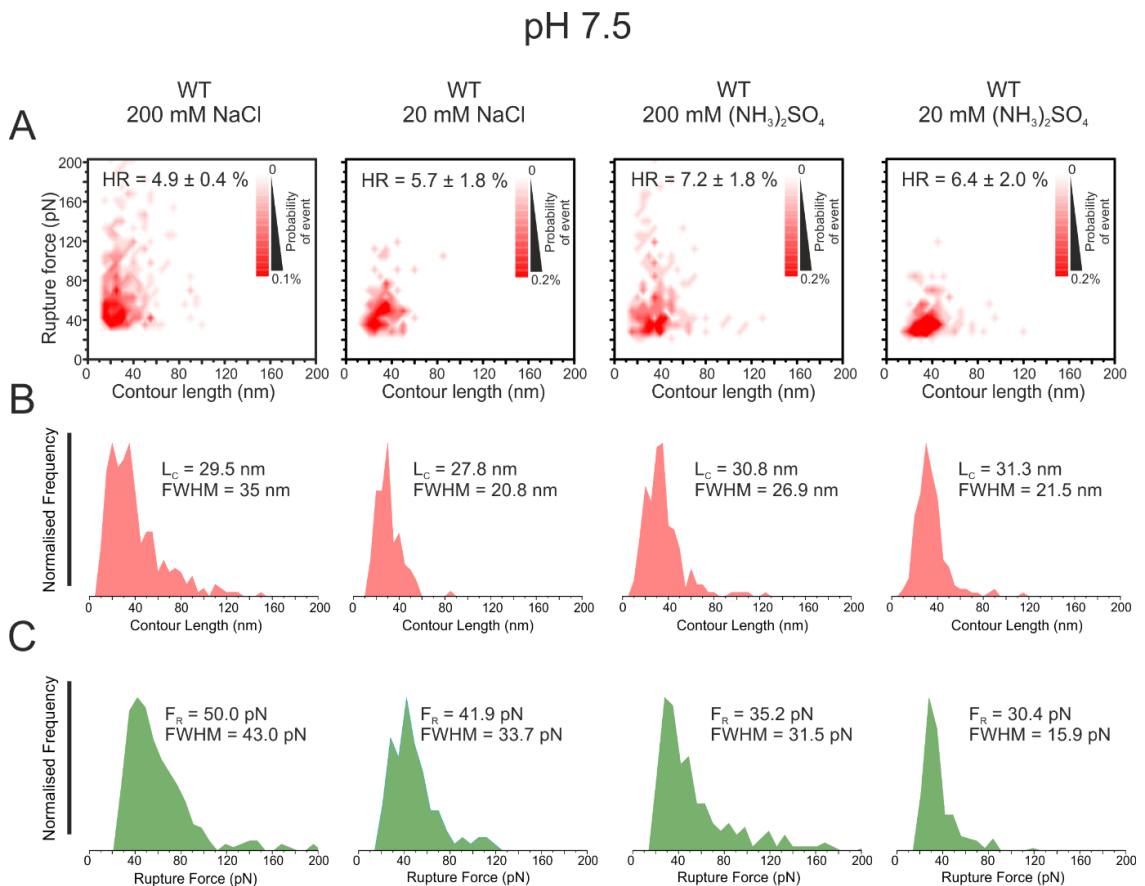 pH 7.5
WT
200 mM NaCl
WT
20 mM NaCl
WT
200 mM (NH₃)₂SO₄
WT
20 mM (NH₃)₂SO₄
A
Rupture force (pN)
200
160
120
80
40
0
HR = 4.9 ± 0.4 %
0
Probability
of event
0.1%
0 40 80 120 160 200
Contour length (nm)
HR = 5.7 ± 1.8 %
0
Probability
of event
0.2%
0 40 80 120 160 200
Contour length (nm)
HR = 7.2 ± 1.8 %
0
Probability
of event
0.2%
0 40 80 120 160 200
Contour length (nm)
HR = 6.4 ± 2.0 %
0
Probability
of event
0.2%
0 40 80 120 160 200
Contour length (nm)
B
Normalised Frequency
L_C = 29.5 nm
FWHM = 35 nm
0 40 80 120 160 200
Contour Length (nm)
L_C = 27.8 nm
FWHM = 20.8 nm
0 40 80 120 160 200
Contour Length (nm)
L_C = 30.8 nm
FWHM = 26.9 nm
0 40 80 120 160 200
Contour Length (nm)
L_C = 31.3 nm
FWHM = 21.5 nm
0 40 80 120 160 200
Contour Length (nm)
C
Normalised Frequency
F_R = 50.0 pN
FWHM = 43.0 pN
0 40 80 120 160 200
Rupture Force (pN)
F_R = 41.9 pN
FWHM = 33.7 pN
0 40 80 120 160 200
Rupture Force (pN)
F_R = 35.2 pN
FWHM = 31.5 pN
0 40 80 120 160 200
Rupture Force (pN)
F_R = 30.4 pN
FWHM = 15.9 pN
0 40 80 120 160 200
Rupture Force (pN)